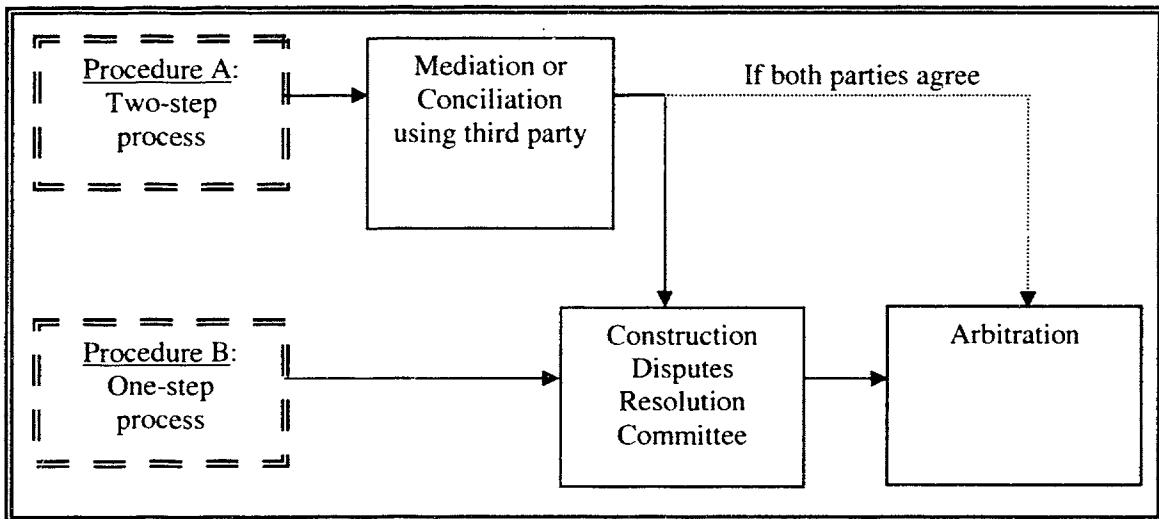 Procedure A:
Two-step
process
Mediation or
Conciliation
using third party
If both parties agree
Procedure B:
One-step
process
Construction
Disputes
Resolution
Committee
Arbitration